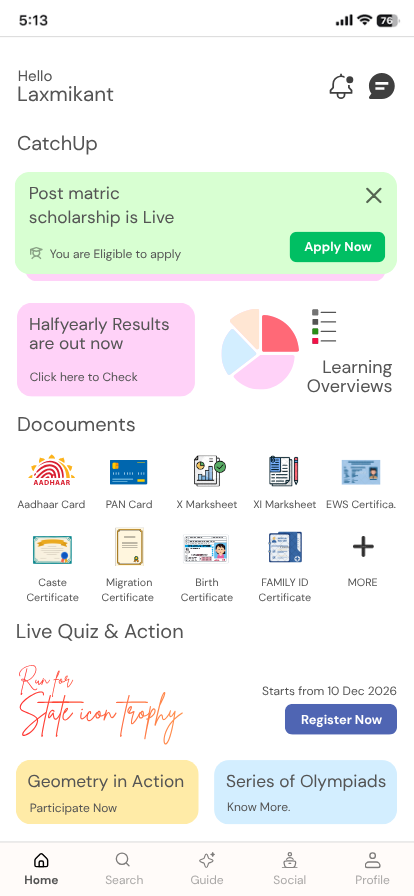 5:13
76
Hello
Laxmikant
CatchUp
Post matric
scholarship is Live
You are Eligible to apply
Apply Now
Halfyearly Results
are out now
Click here to Check
Learning
Overviews
Docouments
AADHAAR
Aadhaar Card
PAN Card
X Marksheet
XI Marksheet
EWS Certifica.
Caste
Certificate
Migration
Certificate
Birth
Certificate
FAMILY ID
Certificate
MORE
Live Quiz & Action
Run for
State icon trophy
Starts from 10 Dec 2026
Register Now
Geometry in Action
Participate Now
Series of Olympiads
Know More.
Home
Search
Guide
Social
Profile